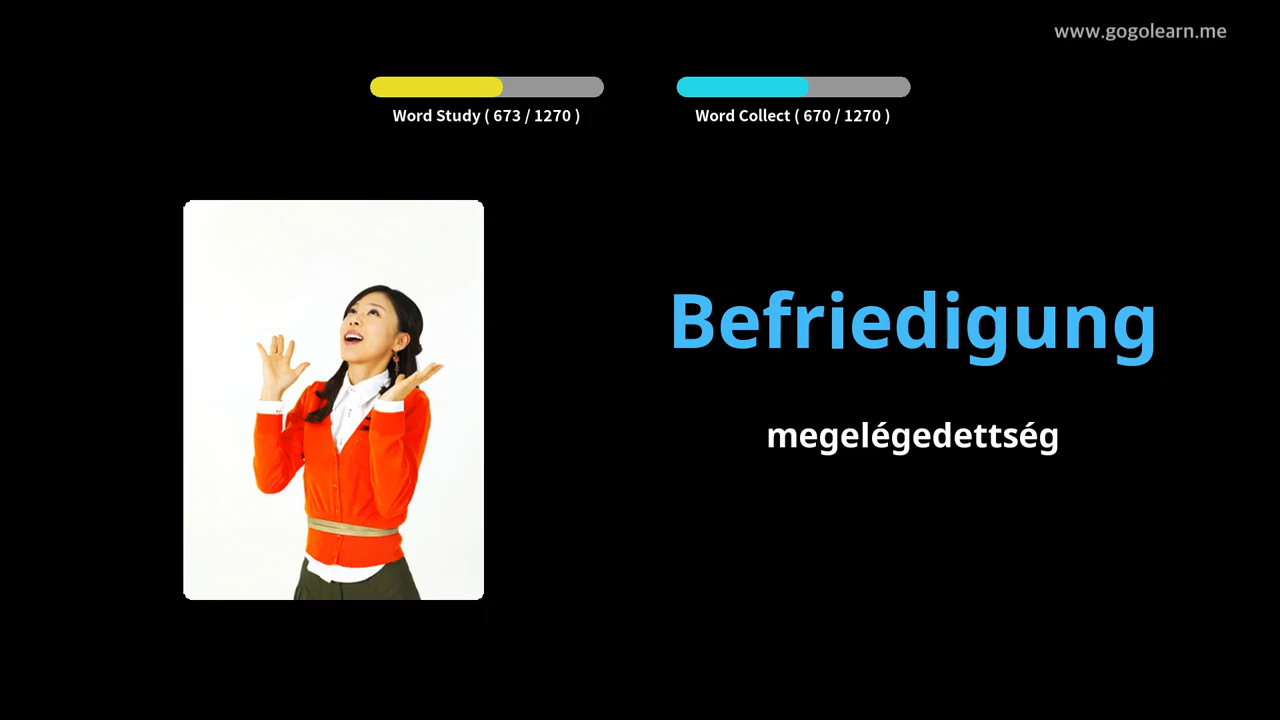 www.gogolearn.me
Word Study ( 673 / 1270 )
Word Collect ( 670 / 1270 )
Befriedigung
megelégedettség